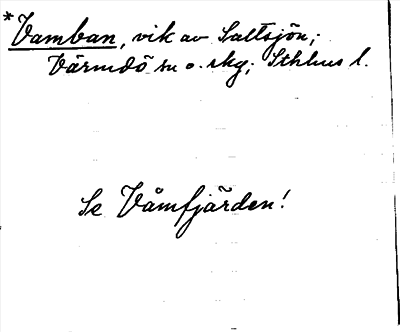 *Vamban, vik av Saltsjön;
Värmdö sn o. skg; Sthlms l.
Se Våmfjärden!